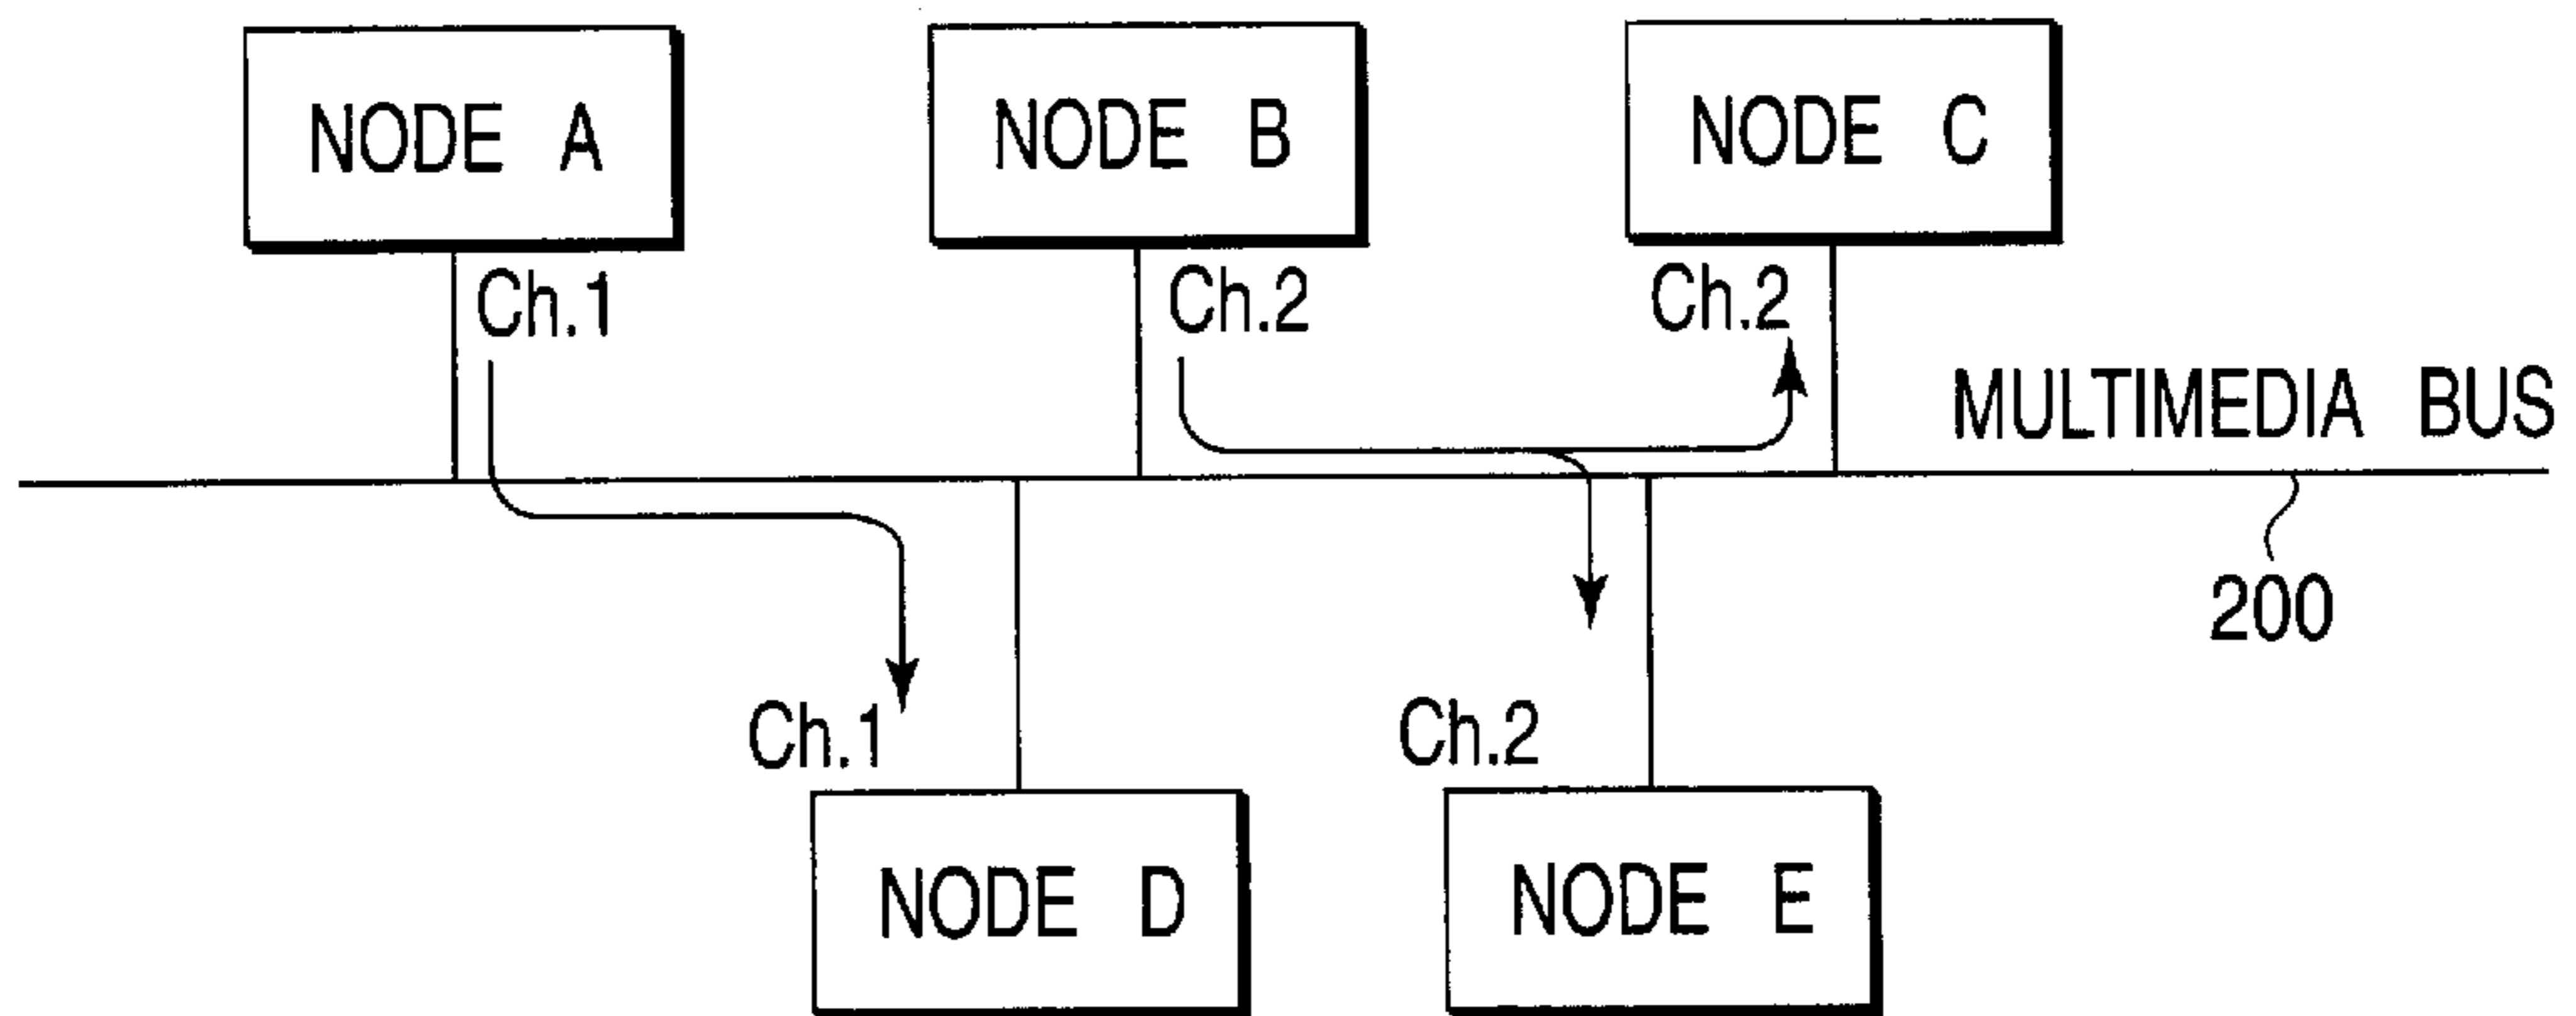 NODE A
NODE B
NODE C
Ch.1
Ch.2
Ch.2
MULTIMEDIA BUS
200
Ch.1
Ch.2
NODE D
NODE E